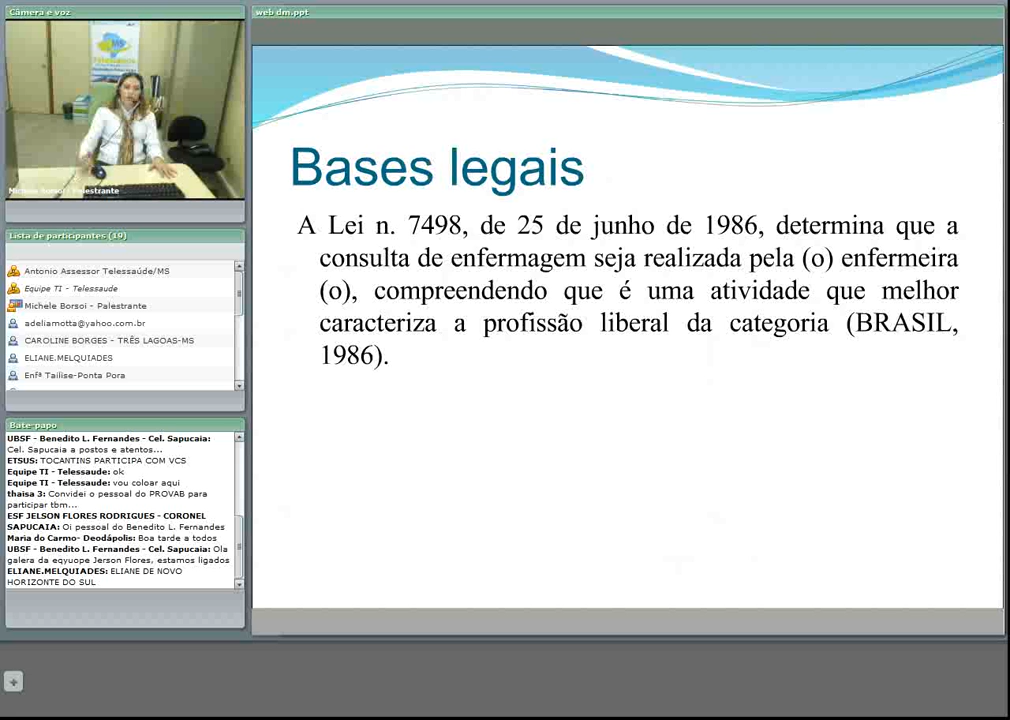 Câmera e voz
Michele Borsoi - Palestrante
Lista de participantes (19)
Antonio Assessor Telessaúde/MS
Equipe TI - Telessaude
Michele Borsoi - Palestrante
adeliamotta@yahoo.com.br
CAROLINE BORGES - TRÊS LAGOAS-MS
ELIANE.MELQUIADES
Enfª Tailise-Ponta Pora
Bate-papo
UBSF - Benedito L. Fernandes - Cel. Sapucaia:
Cel. Sapucaia a postos e atentos...
ETSUS: TOCANTINS PARTICIPA COM VCS
Equipe TI - Telessaude: ok
Equipe TI - Telessaude: vou coloar aqui
thaisa 3: Convidei o pessoal do PROVAB para
participar tbm...
ESF JELSON FLORES RODRIGUES - CORONEL
SAPUCAIA: Oi pessoal do Benedito L. Fernandes
Maria do Carmo- Deodápolis: Boa tarde a todos
UBSF - Benedito L. Fernandes - Cel. Sapucaia: Ola
galera da eqyuope Jerson Flores, estamos ligados
ELIANE.MELQUIADES: ELIANE DE NOVO
HORIZONTE DO SUL
web dm.ppt
Bases legais
A Lei n. 7498, de 25 de junho de 1986, determina que a
consulta de enfermagem seja realizada pela (o) enfermeira
(o), compreendendo que é uma atividade que melhor
caracteriza a profissão liberal da categoria (BRASIL,
1986).